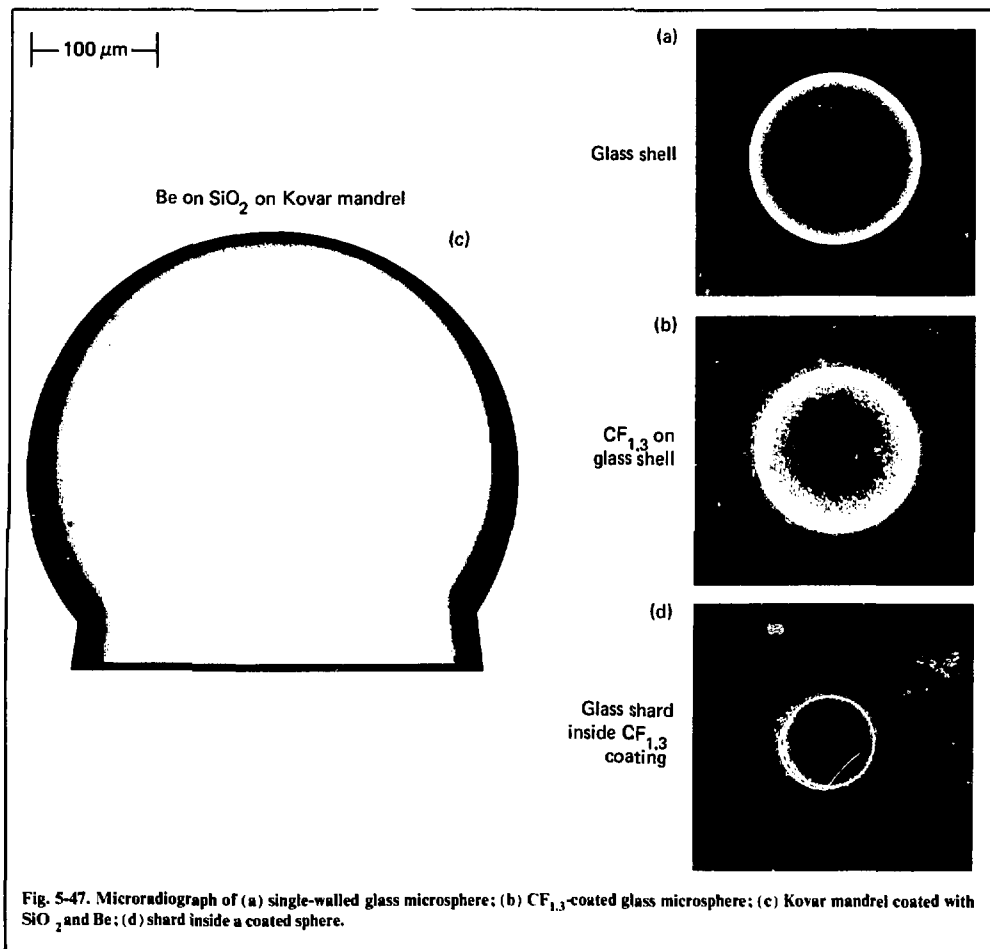 100 μm
(a)
Glass shell
Be on SiO2 on Kovar mandrel
(c)
(b)
CF1.3 on
glass shell
(d)
Glass shard
inside CF1.3
coating
Fig. 5-47. Microradiograph of (a) single-walled glass microsphere; (b) CF1.3-coated glass microsphere; (c) Kovar mandrel coated with
SiO2 and Be; (d) shard inside a coated sphere.